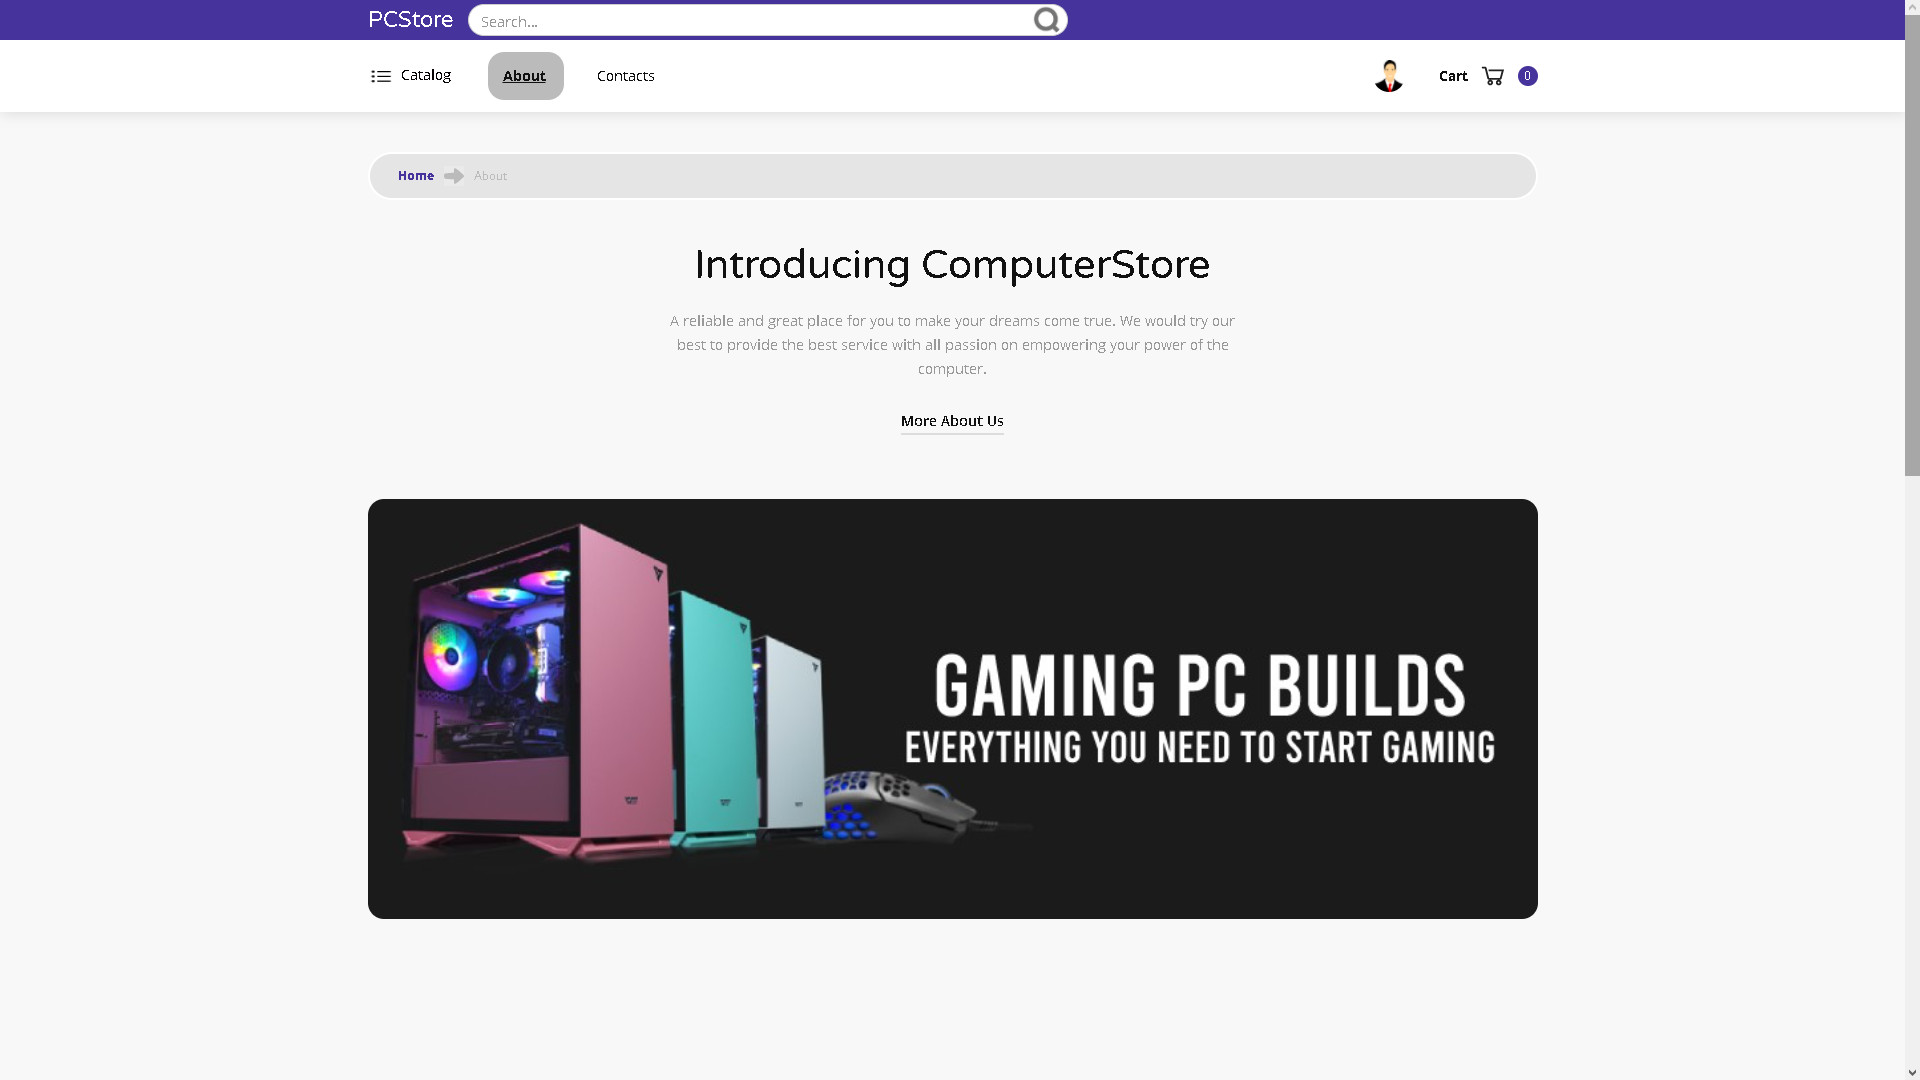 PCStore
Search...
Catalog
About
Contacts
Cart
0
Home
About
Introducing ComputerStore
A reliable and great place for you to make your dreams come true. We would try our
best to provide the best service with all passion on empowering your power of the
computer.
More About Us
GAMING PC BUILDS
EVERYTHING YOU NEED TO START GAMING